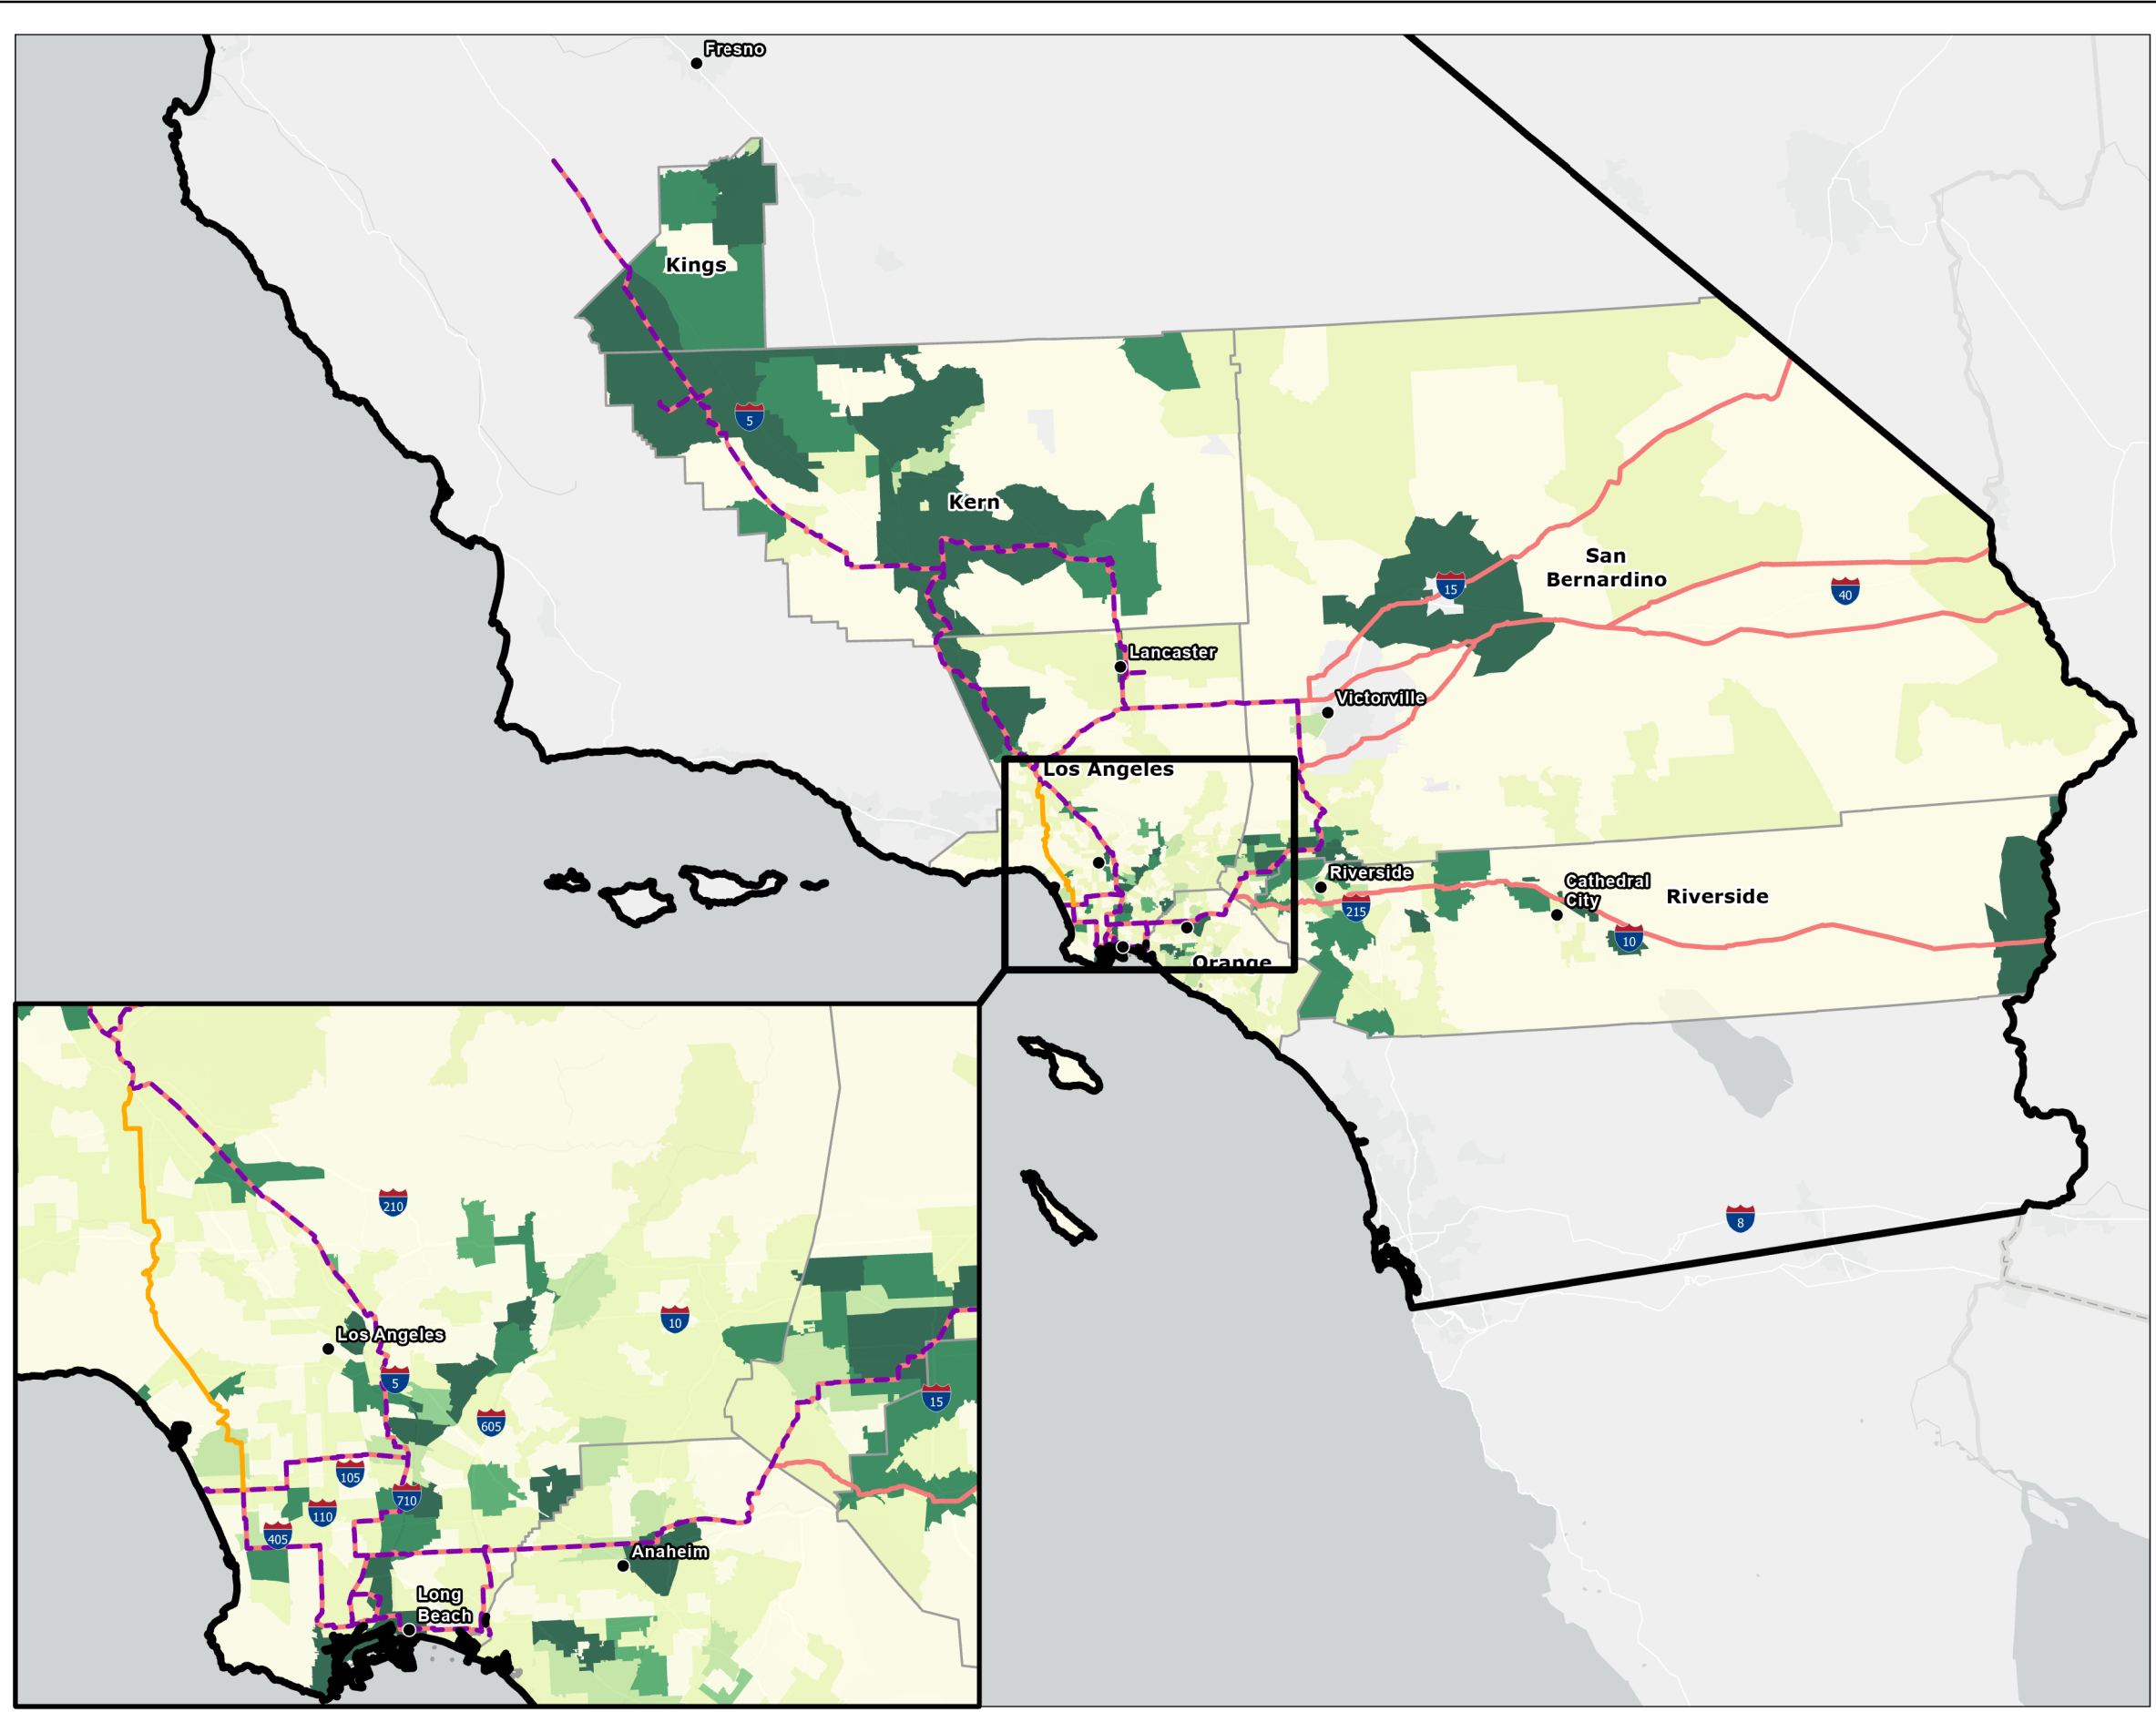 Fresno
Kings
5
Kern
San
Bernardino
15
40
Lancaster
Victorville
Los Angeles
Riverside
Cathedral
City
Riverside
215
10
Orange
210
10
Los Angeles
5
15
605
105
710
110
405
Anaheim
Long
Beach
8